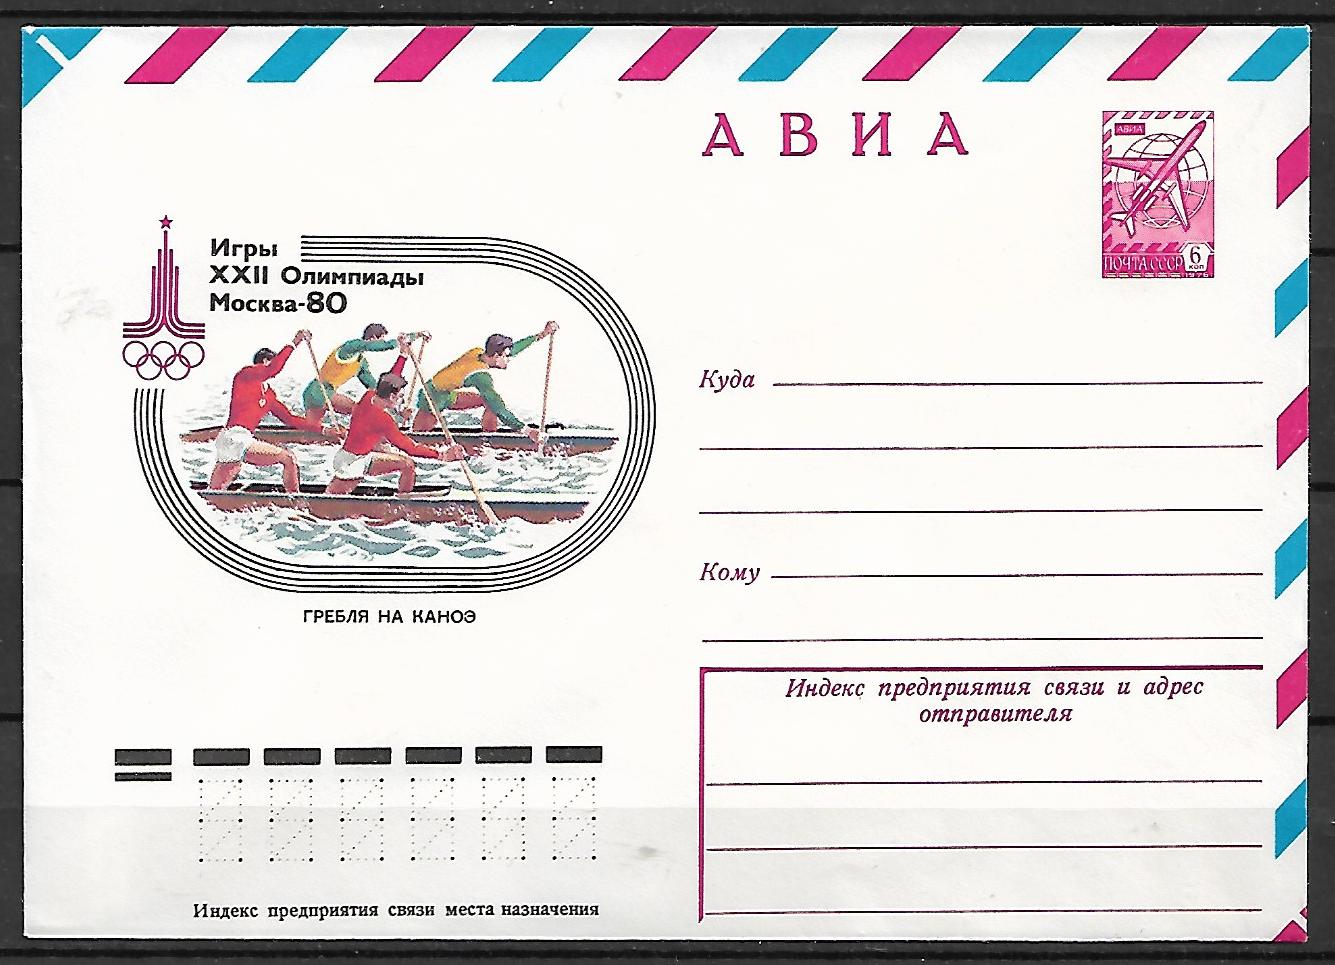 АВИА
АВИА
ПОЧТА СССР
6
коп
1976
Игры
XXII Олимпиады
Москва-80
ГРЕБЛЯ НА КАНОЭ
Куда
Кому
Индекс предприятия связи и адрес
отправителя
Индекс предприятия связи места назначения